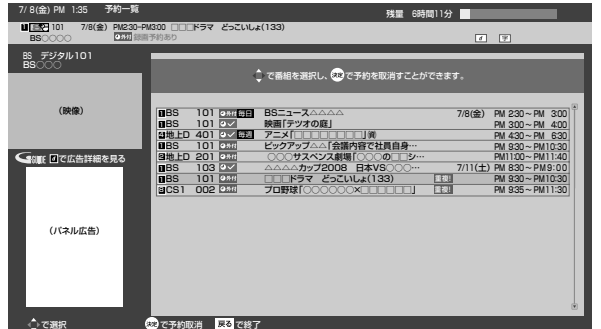 7/ 8(金) PM 1:35 予約一覧 残量 6時間11分
101 7/8(金) PM2:30~PM3:00 □□□ドラマ どっこいしょ(133)
BS○○○○ 録画予約あり
BS デジタル101
BS○○○
で番組を選択し、決定で予約を取消すことができます。
(映像)
BS 101 毎日 BSニュース△△△△ 7/8(金) PM 2:30~PM 3:00
BS 101 映画「テツオの庭」 PM 3:00~PM 4:00
地上D 401 毎週 アニメ「□□□□□□□□」 PM 4:30~PM 6:30
BS 101 ピックアップ△△「会議内容で社員自身… PM 9:30~PM10:30
地上D 201 ○○○サスペンス劇場「○○○の□□シ… PM11:00~PM11:40
BS 103 △△△△カップ2008 日本VS○○○… 7/11(土) PM 8:30~PM9:00
BS 101 □□□ドラマ どっこいしょ(133) 重複! PM 9:30~PM10:30
CS1 002 プロ野球「○○○○○○×□□□□□□」 重複! PM 9:35~PM11:30
Gガイド dで広告詳細を見る
(パネル広告)
で選択 決定で予約取消 戻るで終了